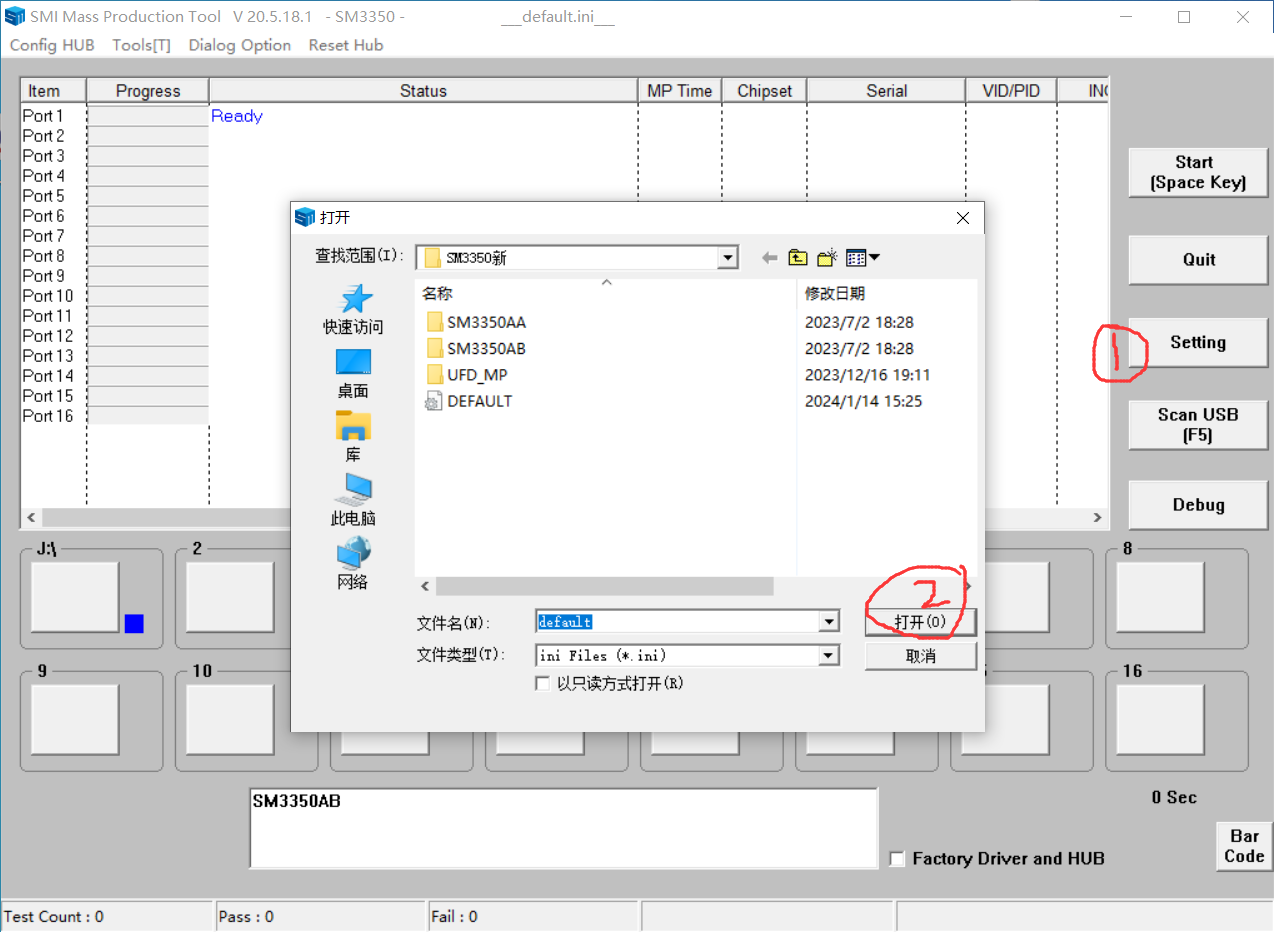 SMI Mass Production Tool V 20.5.18.1 - SM3350 - ___default.ini___
Config HUB Tools[T] Dialog Option Reset Hub
Item Progress Status MP Time Chipset Serial VID/PID INQ
Port 1 Ready
Port 2
Port 3
Port 4
Port 5
Port 6
Port 7
Port 8
Port 9
Port 10
Port 11
Port 12
Port 13
Port 14
Port 15
Port 16
Start
(Space Key)
Quit
Setting
1
Scan USB
(F5)
Debug
打开
查找范围(I): SM3350新
快速访问
桌面
库
此电脑
网络
名称 修改日期
SM3350AA 2023/7/2 18:28
SM3350AB 2023/7/2 18:28
UFD_MP 2023/12/16 19:11
DEFAULT 2024/1/14 15:25
2
文件名(N): default 打开(O)
文件类型(T): ini Files (*.ini) 取消
以只读方式打开(R)
J:\ 2 8
9 10 16
SM3350AB
0 Sec
Factory Driver and HUB
Bar
Code
Test Count : 0 Pass : 0 Fail : 0